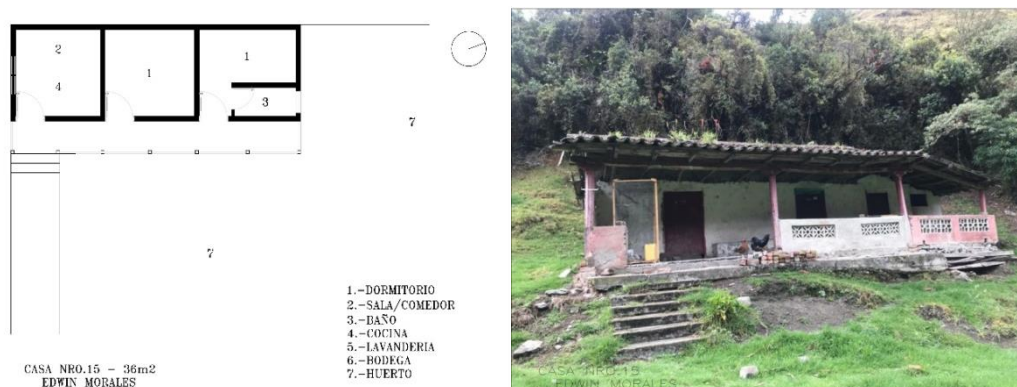 2
4
1
1
3
7
7
1.-DORMITORIO
2.-SALA/COMEDOR
3.-BAÑO
4.-COCINA
5.-LAVANDERIA
6.-BODEGA
7.-HUERTO
CASA NRO.15 - 36m2
EDWIN MORALES
CASA NRO.15
EDWIN MORALES